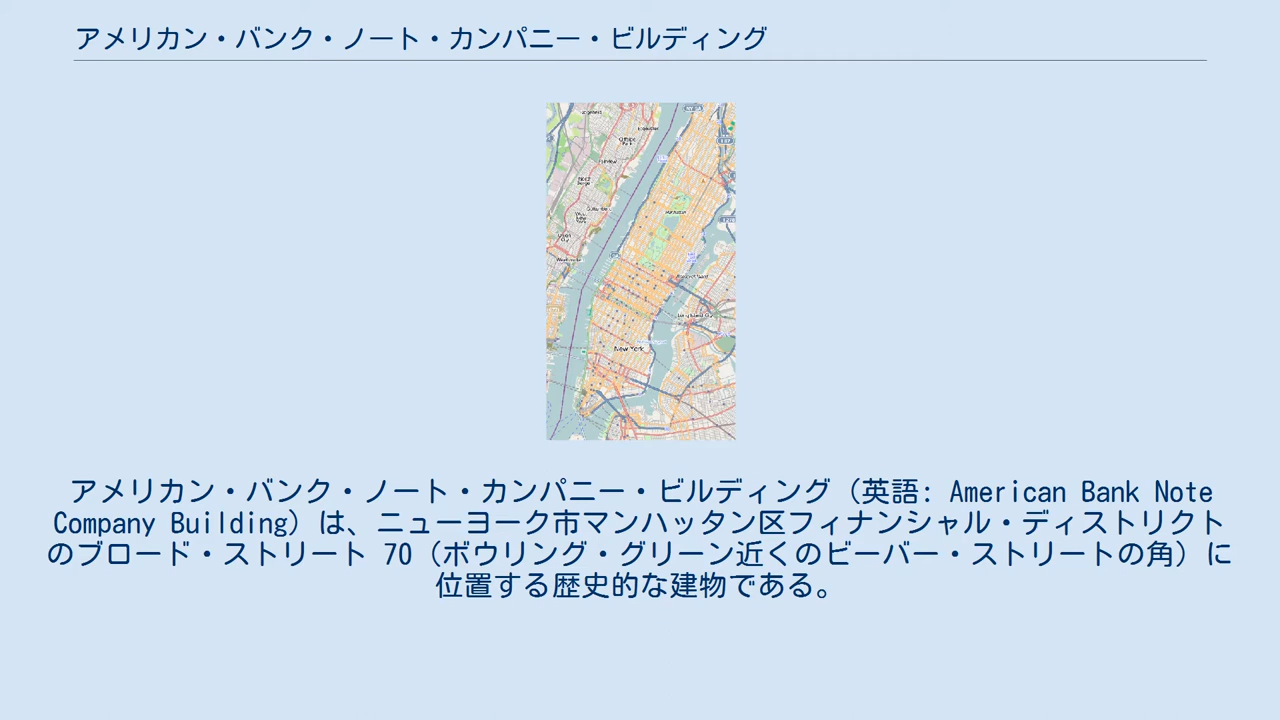 アメリカン・バンク・ノート・カンパニー・ビルディング
New York
アメリカン・バンク・ノート・カンパニー・ビルディング（英語: American Bank Note
Company Building）は、ニューヨーク市マンハッタン区フィナンシャル・ディストリクト
のブロード・ストリート 70（ボウリング・グリーン近くのビーバー・ストリートの角）に
位置する歴史的な建物である。